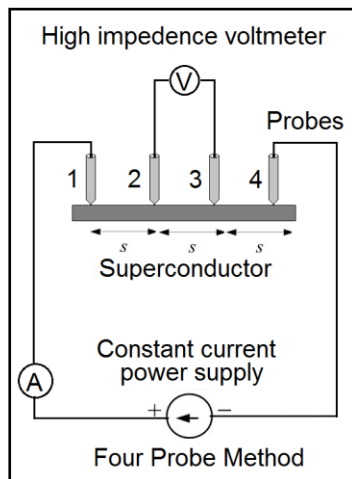 High impedence voltmeter
V
Probes
1 2 3 4
s s s
Superconductor
Constant current
power supply
A
+ −
Four Probe Method